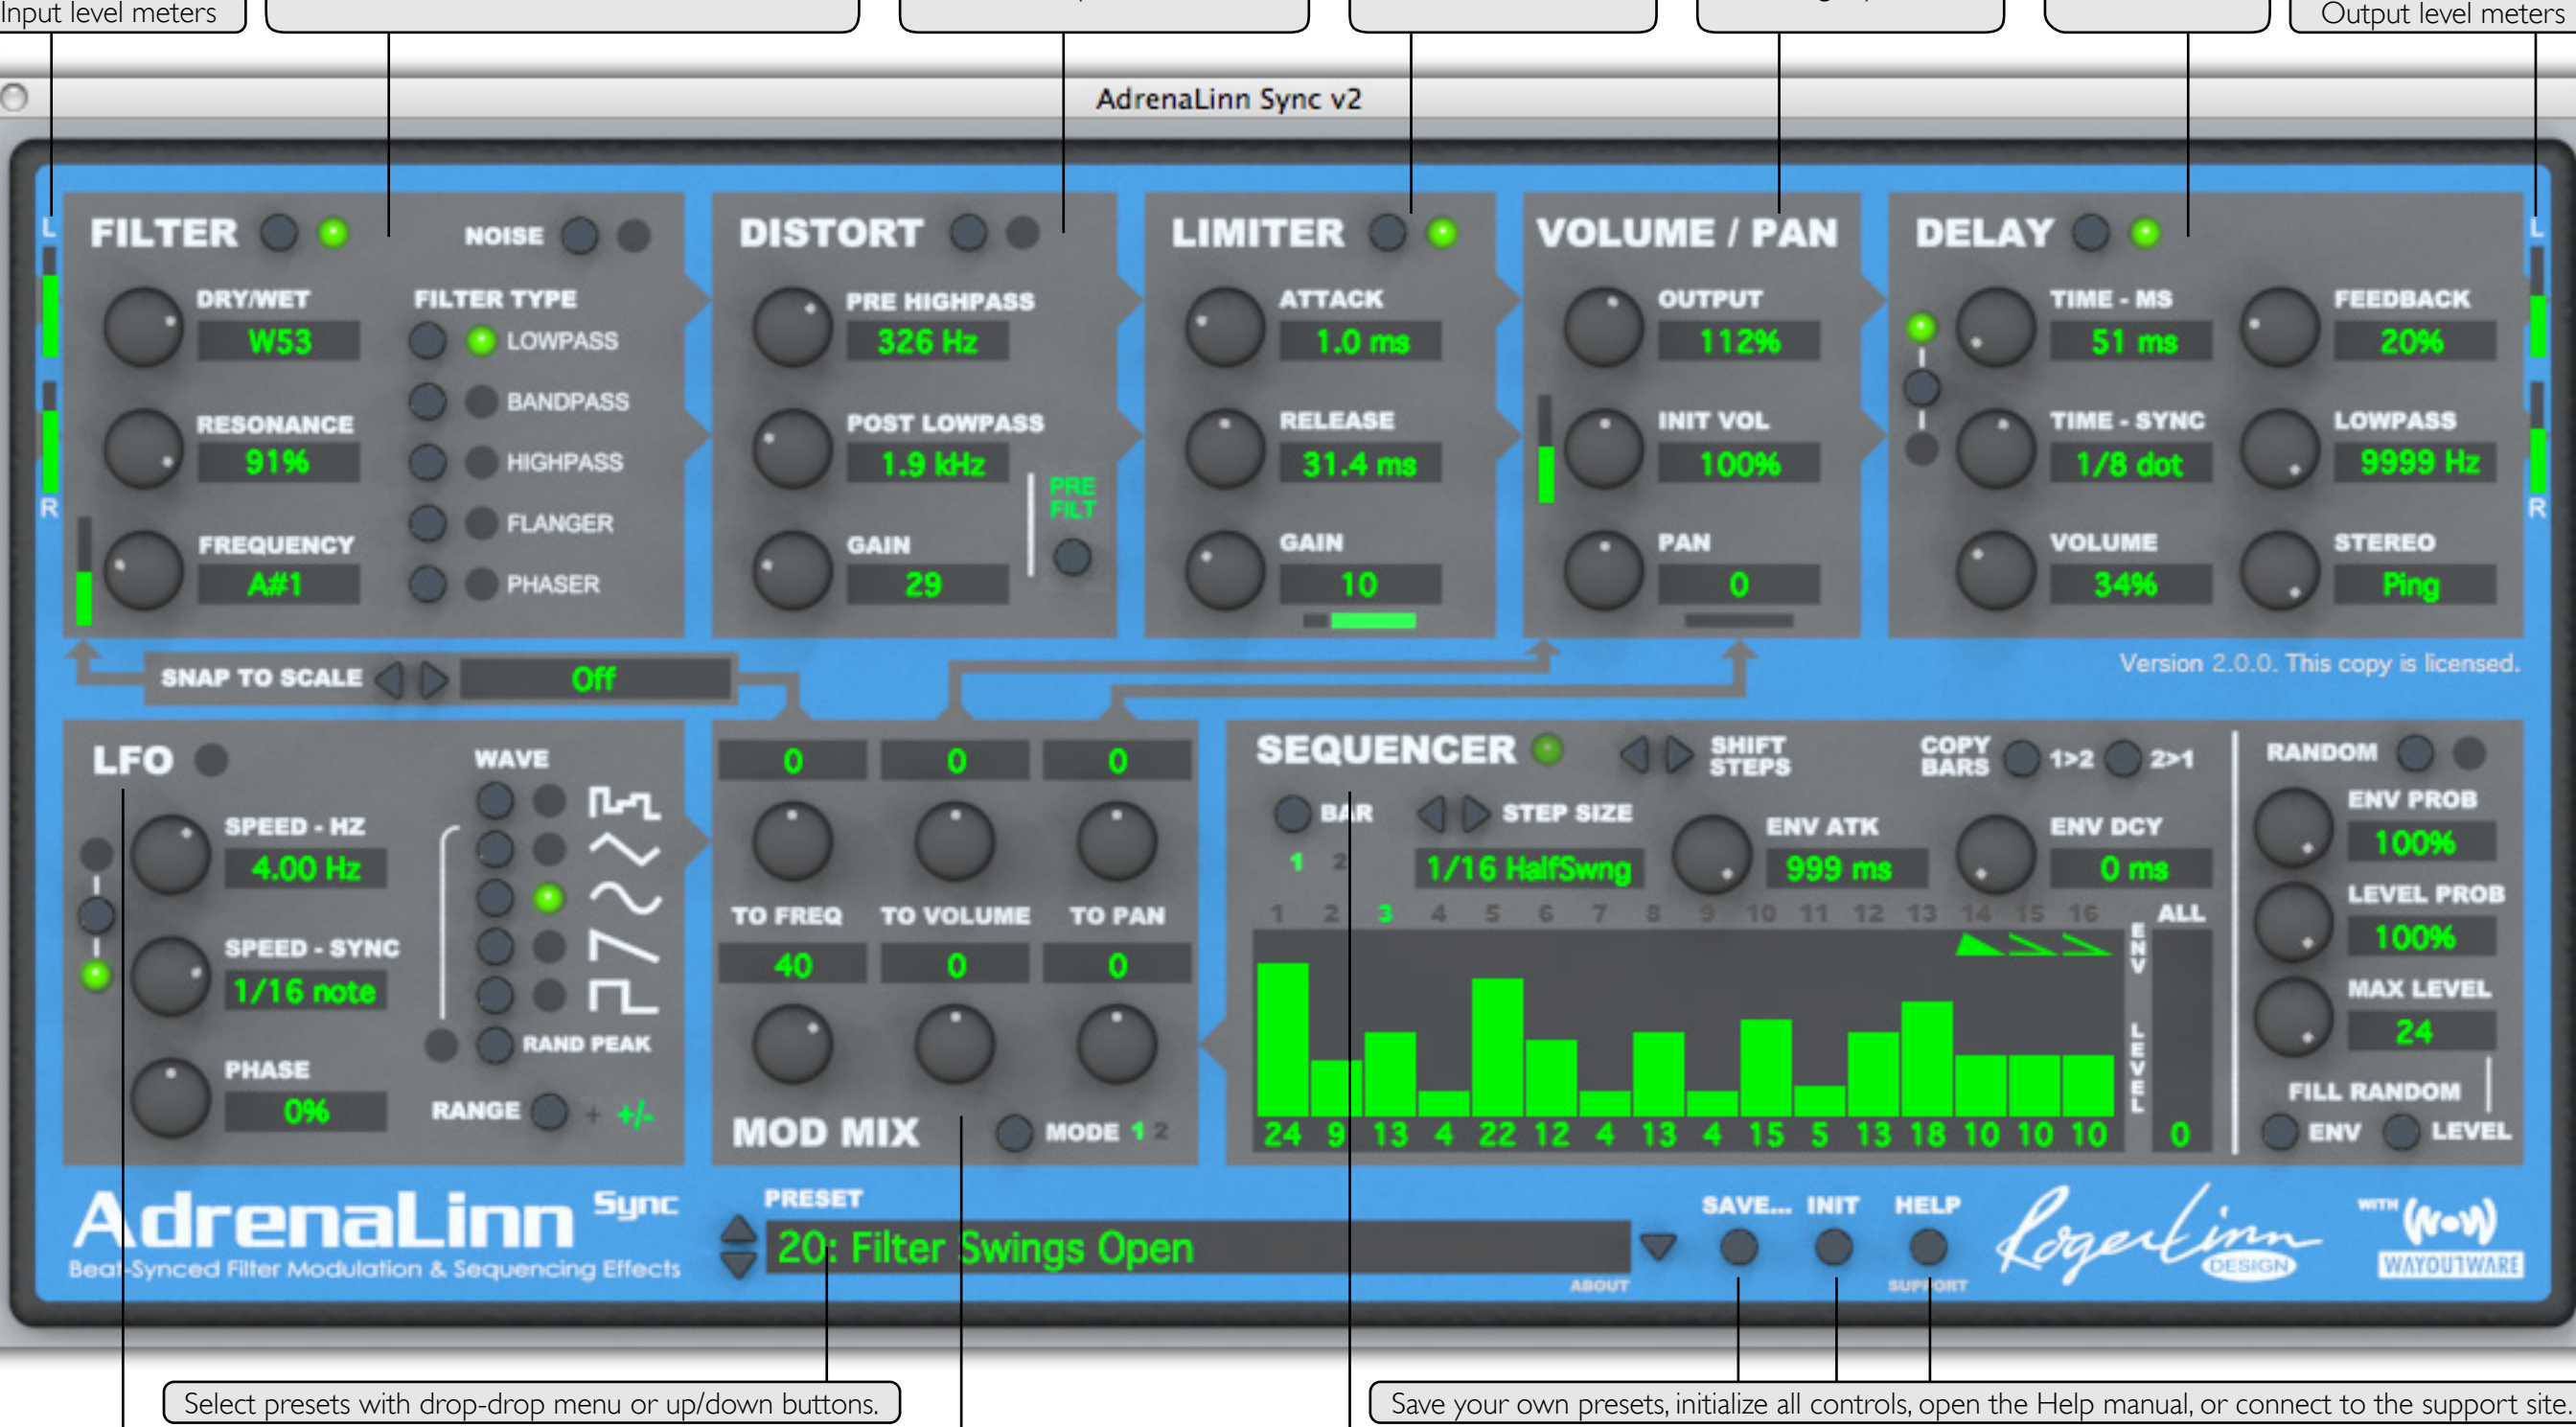 Input level meters
Output level meters
AdrenaLinn Sync v2
L
FILTER
NOISE
DISTORT
LIMITER
VOLUME / PAN
DELAY
L
DRY/WET
W53
FILTER TYPE
LOWPASS
PRE HIGHPASS
326 Hz
ATTACK
1.0 ms
OUTPUT
112%
TIME - MS
51 ms
FEEDBACK
20%
BANDPASS
RESONANCE
91%
HIGHPASS
POST LOWPASS
1.9 kHz
RELEASE
31.4 ms
INIT VOL
100%
TIME - SYNC
1/8 dot
LOWPASS
9999 Hz
R
PRE
FILT
R
FLANGER
FREQUENCY
A#1
PHASER
GAIN
29
GAIN
10
PAN
0
VOLUME
34%
STEREO
Ping
SNAP TO SCALE
Off
Version 2.0.0. This copy is licensed.
LFO
WAVE
SPEED - HZ
4.00 Hz
SPEED - SYNC
1/16 note
RAND PEAK
PHASE
0%
RANGE + +/-
0 0 0
TO FREQ TO VOLUME TO PAN
40 0 0
MOD MIX
MODE 1 2
SEQUENCER
SHIFT
STEPS
COPY
BARS
1>2
2>1
BAR
1 2
STEP SIZE
1/16 HalfSwng
ENV ATK
999 ms
ENV DCY
0 ms
1 2 3 4 5 6 7 8 9 10 11 12 13 14 15 16
ALL
ENV
LEVEL
24 9 13 4 22 12 4 13 4 15 5 13 18 10 10 10
0
RANDOM
ENV PROB
100%
LEVEL PROB
100%
MAX LEVEL
24
FILL RANDOM
ENV
LEVEL
AdrenaLinn Sync
Beat-Synced Filter Modulation & Sequencing Effects
PRESET
20: Filter Swings Open
ABOUT
SAVE...
INIT
HELP
SUPPORT
Roger Linn
DESIGN
WITH
WOW
WAYOUTWARE
Select presets with drop-drop menu or up/down buttons.
Save your own presets, initialize all controls, open the Help manual, or connect to the support site.